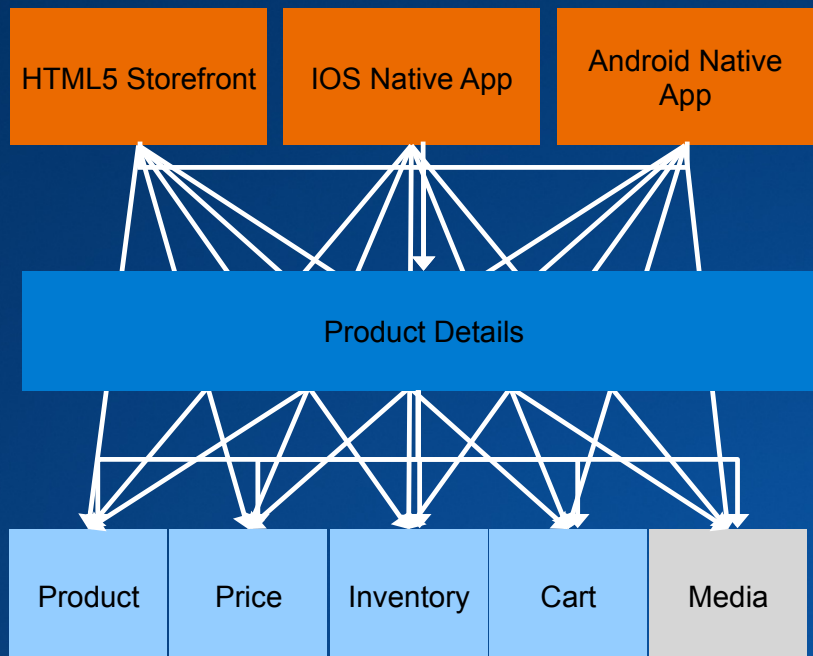 HTML5 Storefront
IOS Native App
Android Native
App
Product Details
Product
Price
Inventory
Cart
Media